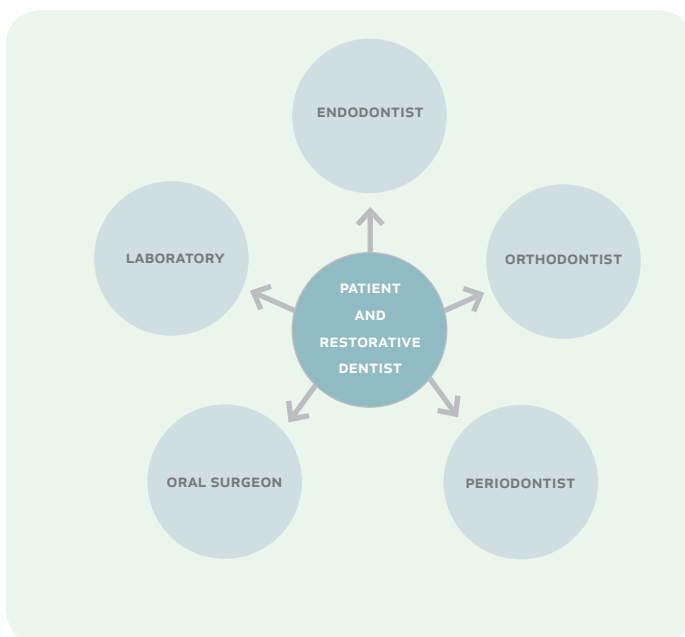 ENDODONTIST
LABORATORY
ORTHODONTIST
PATIENT
AND
RESTORATIVE
DENTIST
ORAL SURGEON
PERIODONTIST